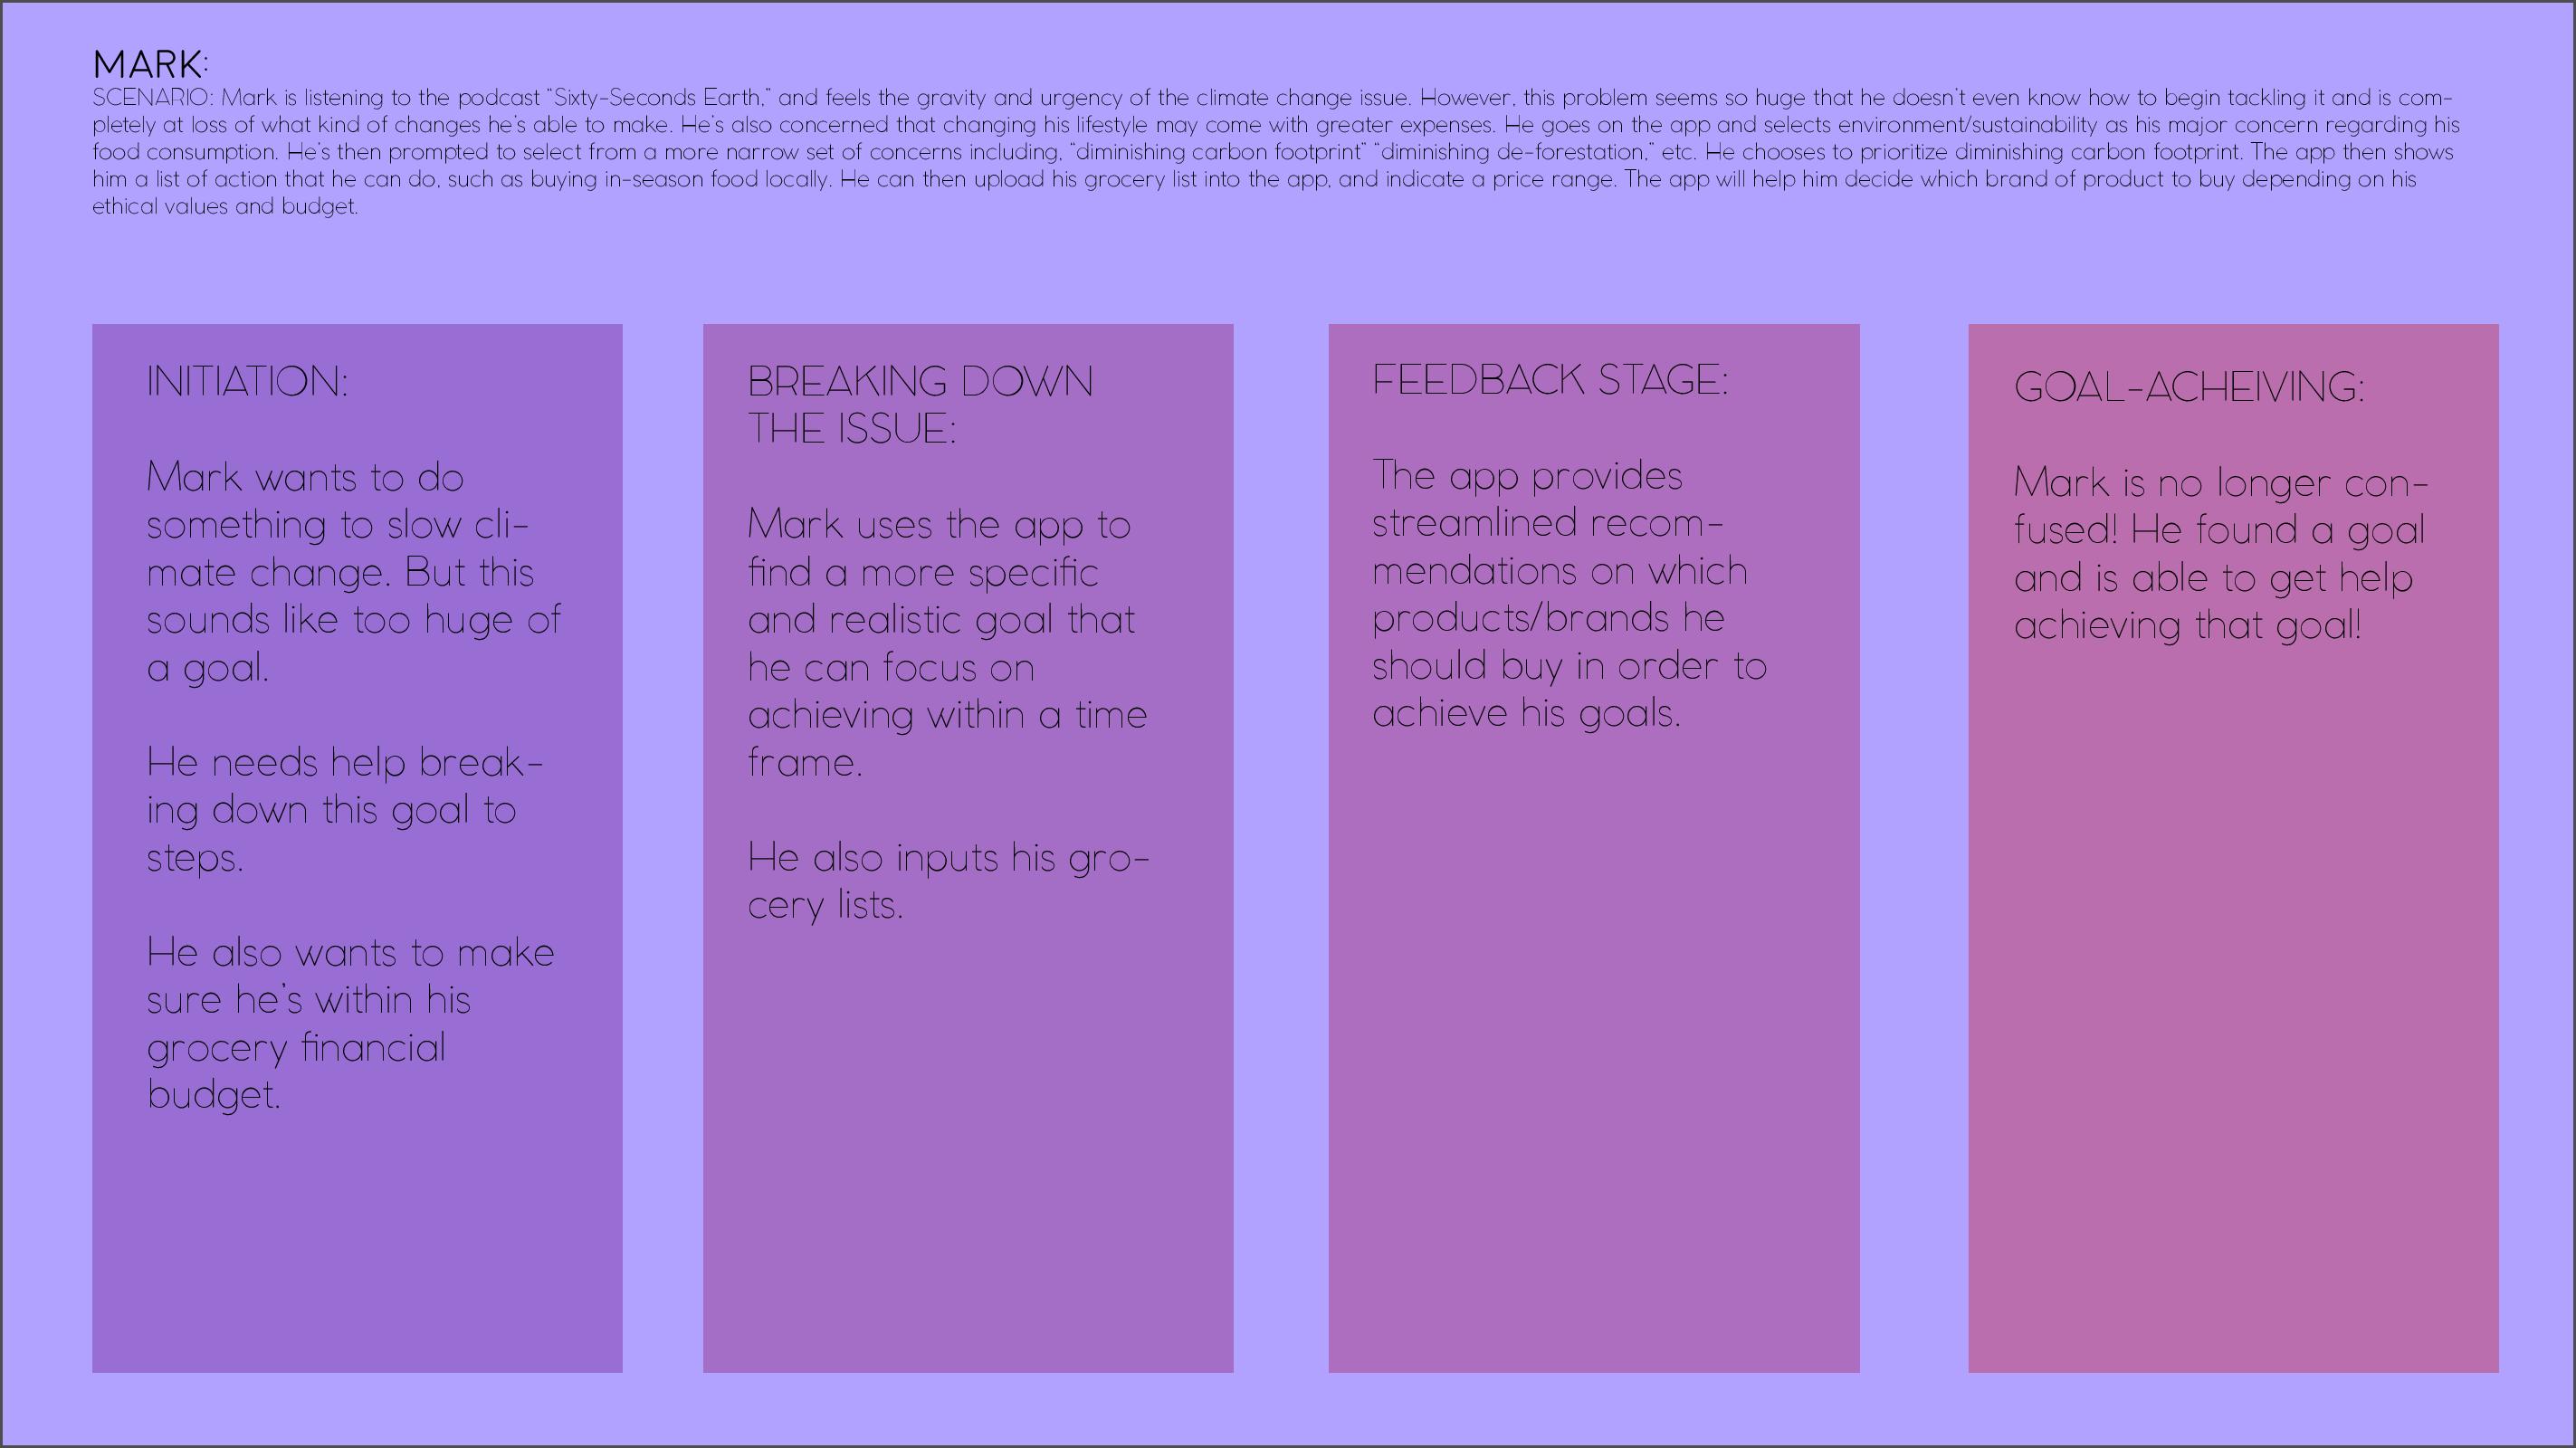 MARK:
SCENARIO: Mark is listening to the podcast "Sixty-Seconds Earth," and feels the gravity and urgency of the climate change issue. However, this problem seems so huge that he doesn't even know how to begin tackling it and is com-
pletely at loss of what kind of changes he's able to make. He's also concerned that changing his lifestyle may come with greater expenses. He goes on the app and selects environment/sustainability as his major concern regarding his
food consumption. He's then prompted to select from a more narrow set of concerns including, "diminishing carbon footprint" "diminishing de-forestation," etc. He chooses to prioritize diminishing carbon footprint. The app then shows
him a list of action that he can do, such as buying in-season food locally. He can then upload his grocery list into the app, and indicate a price range. The app will help him decide which brand of product to buy depending on his
ethical values and budget.
INITIATION:
Mark wants to do
something to slow cli-
mate change. But this
sounds like too huge of
a goal.
He needs help break-
ing down this goal to
steps.
He also wants to make
sure he's within his
grocery financial
budget.
BREAKING DOWN
THE ISSUE:
Mark uses the app to
find a more specific
and realistic goal that
he can focus on
achieving within a time
frame.
He also inputs his gro-
cery lists.
FEEDBACK STAGE:
The app provides
streamlined recom-
mendations on which
products/brands he
should buy in order to
achieve his goals.
GOAL-ACHEIVING:
Mark is no longer con-
fused! He found a goal
and is able to get help
achieving that goal!